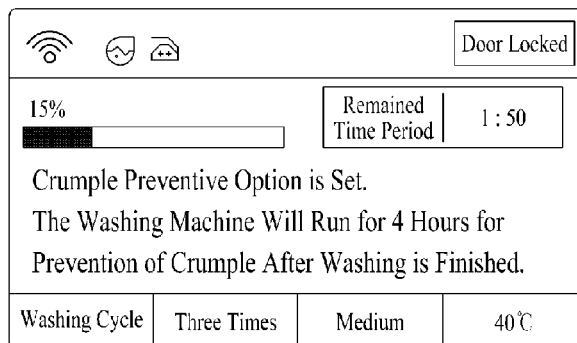 Door Locked
15%
Remained
Time Period
1 : 50
Crumple Preventive Option is Set.
The Washing Machine Will Run for 4 Hours for
Prevention of Crumple After Washing is Finished.
Washing Cycle
Three Times
Medium
40℃